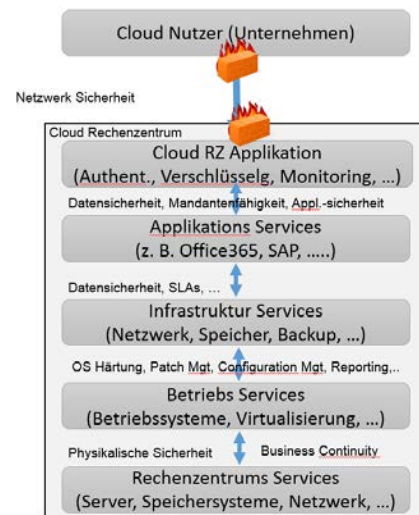 Cloud Nutzer (Unternehmen)
Netzwerk Sicherheit
Cloud Rechenzentrum
Cloud RZ Applikation
(Authent., Verschlüsselg, Monitoring, ...)
Datensicherheit, Mandantenfähigkeit, Appl.-sicherheit
Applikations Services
(z. B. Office365, SAP, .....)
Datensicherheit, SLAs, ...
Infrastruktur Services
(Netzwerk, Speicher, Backup, ...)
OS Härtung, Patch Mgt, Configuration Mgt, Reporting,..
Betriebs Services
(Betriebssysteme, Virtualisierung, ...)
Physikalische Sicherheit
Business Continuity
Rechenzentrums Services
(Server, Speichersysteme, Netzwerk, ...)